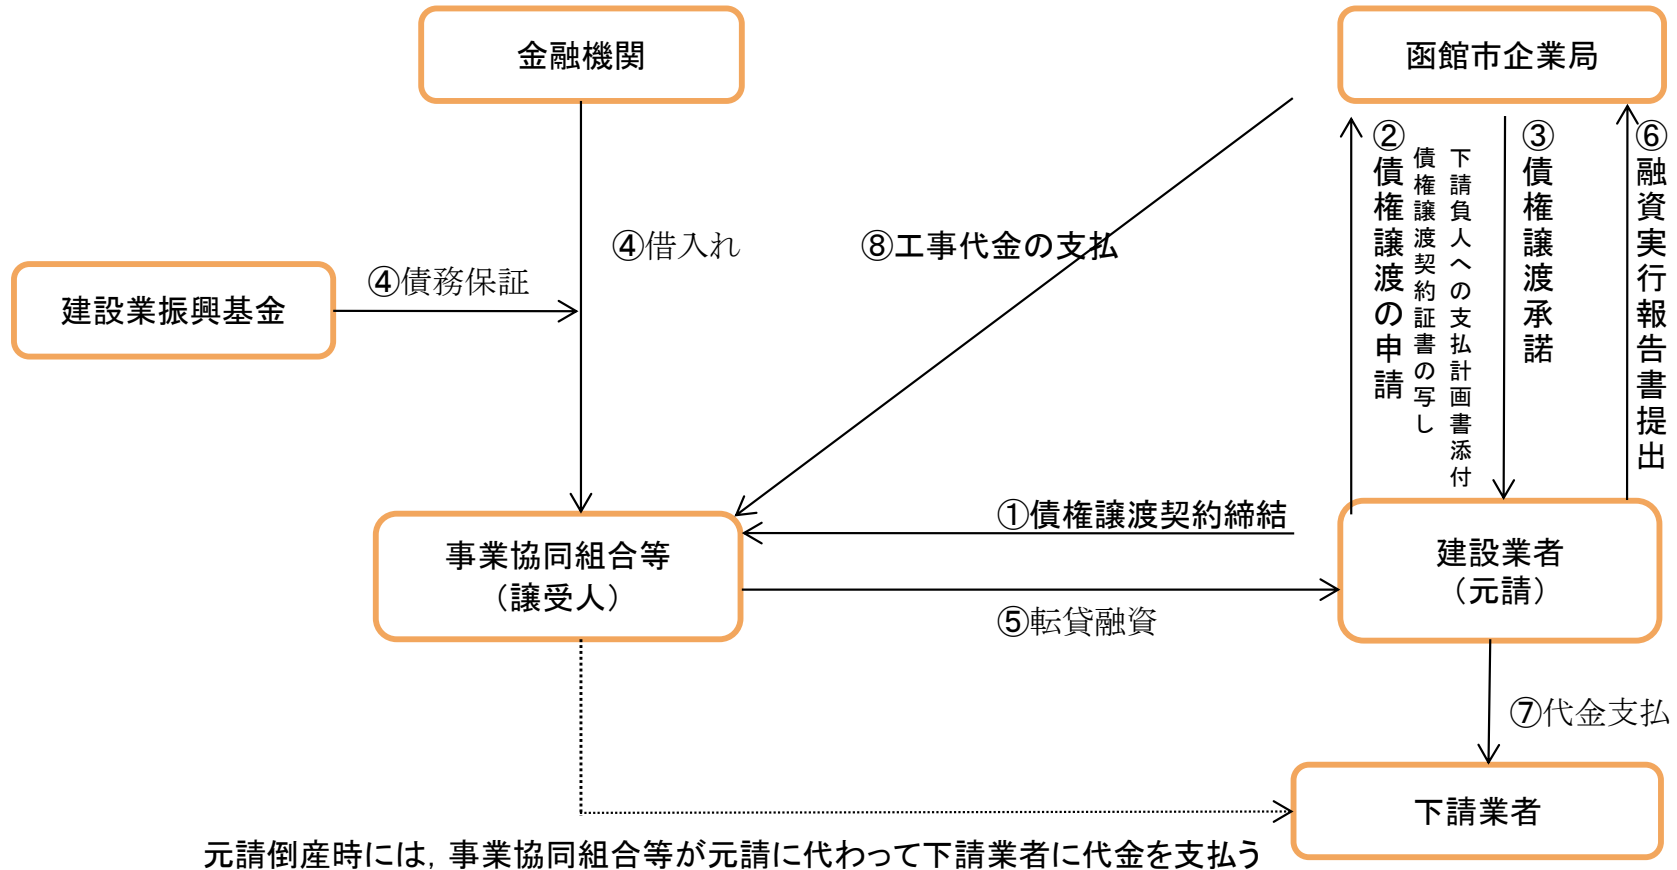 金融機関
函館市企業局
②債権譲渡の申請
債権譲渡契約証書の写し
下請負人への支払計画書添付
③債権譲渡承諾
⑥融資実行報告書提出
④借入れ
⑧工事代金の支払
④債務保証
建設業振興基金
①債権譲渡契約締結
事業協同組合等
（譲受人）
建設業者
（元請）
⑤転貸融資
⑦代金支払
下請業者
元請倒産時には，事業協同組合等が元請に代わって下請業者に代金を支払う